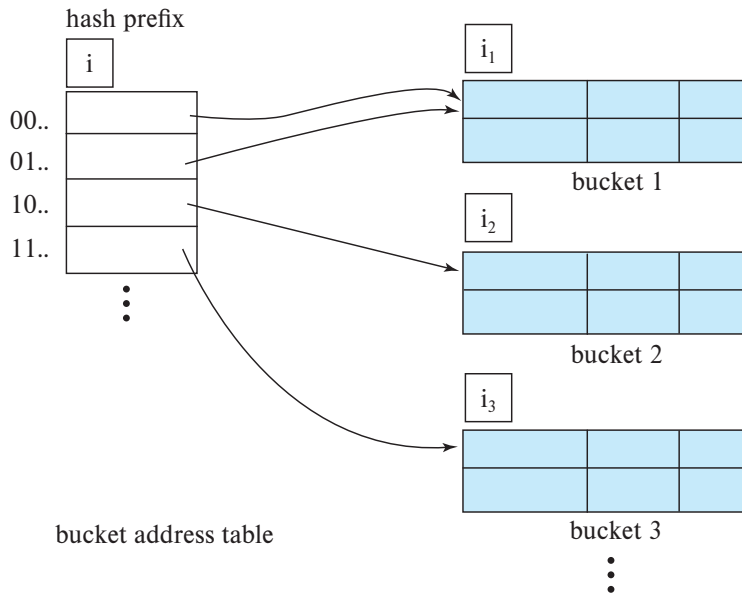 hash prefix
i
00..
01..
10..
11..
bucket address table
i₁
bucket 1
i₂
bucket 2
i₃
bucket 3